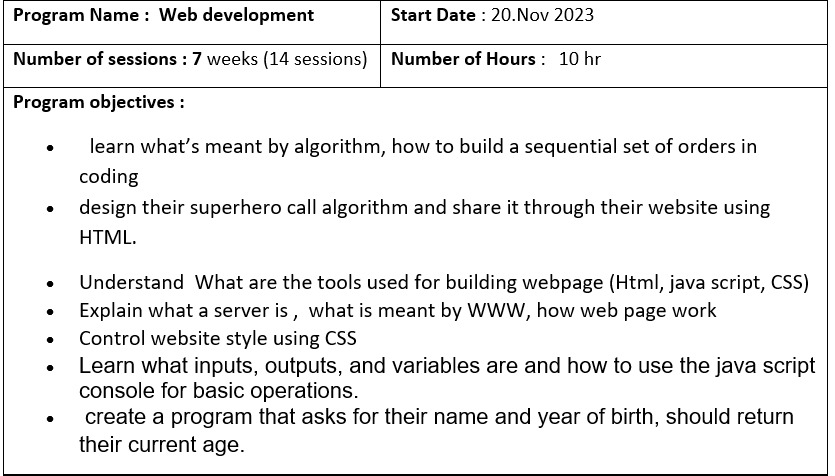 Program Name :  Web development
Start Date : 20.Nov 2023
Number of sessions : 7 weeks (14 sessions)
Number of Hours :   10 hr
Program objectives :
•   learn what’s meant by algorithm, how to build a sequential set of orders in
coding
• design their superhero call algorithm and share it through their website using
HTML.
• Understand  What are the tools used for building webpage (Html, java script, CSS)
• Explain what a server is ,  what is meant by WWW, how web page work
• Control website style using CSS
• Learn what inputs, outputs, and variables are and how to use the java script
console for basic operations.
•  create a program that asks for their name and year of birth, should return
their current age.